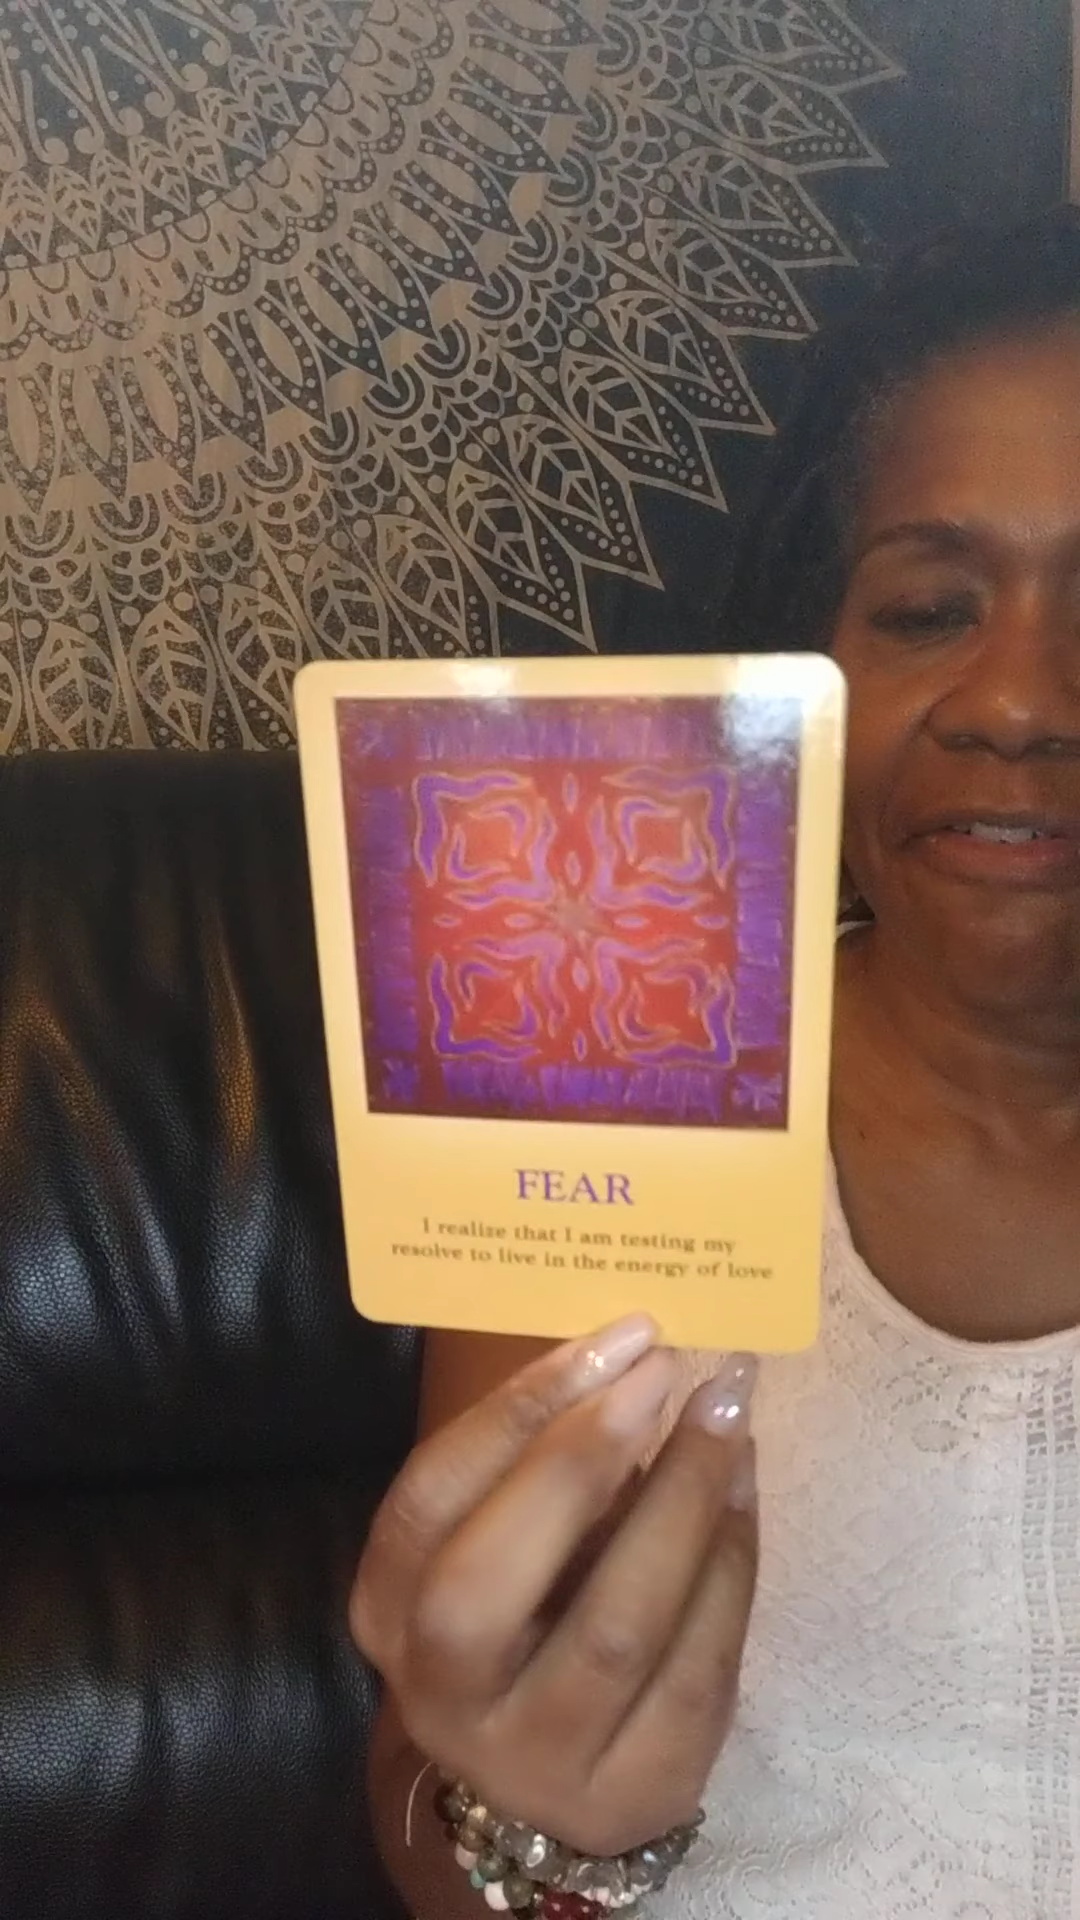 FEAR
I realize that I am testing my
resolve to live in the energy of love